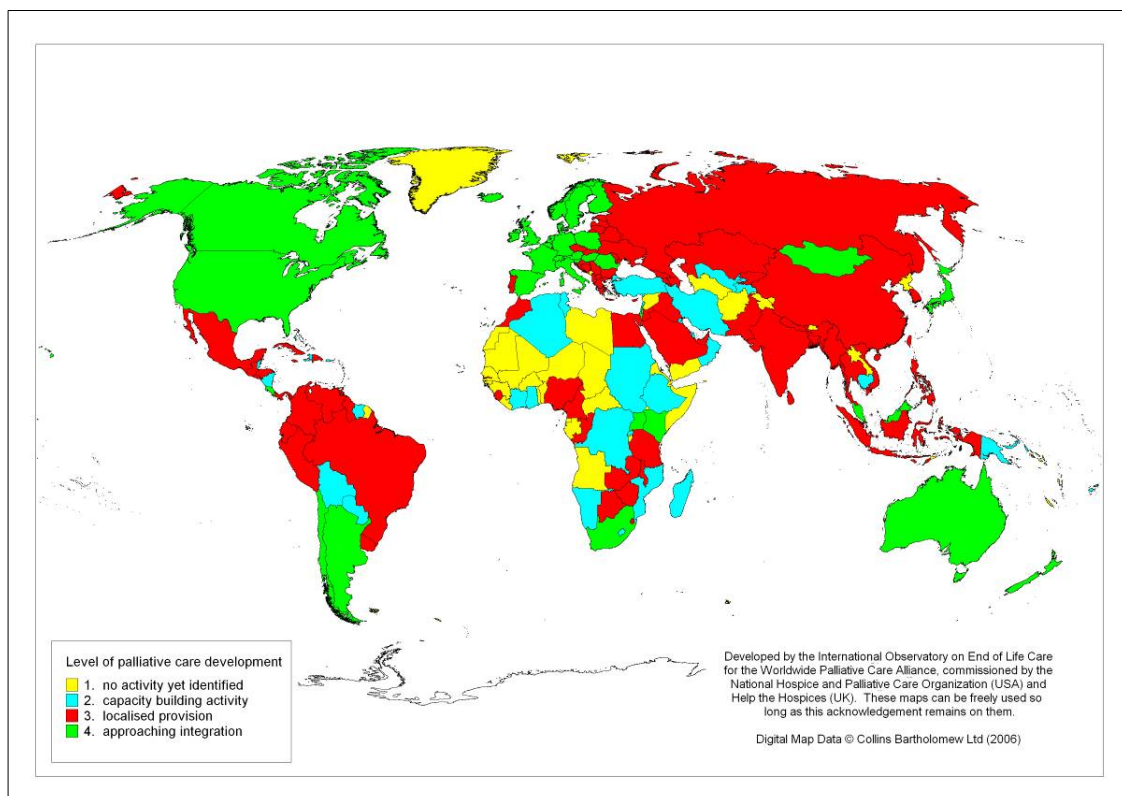 Level of palliative care development
1. no activity yet identified
2. capacity building activity
3. localised provision
4. approaching integration
Developed by the International Observatory on End of Life Care
for the Worldwide Palliative Care Alliance, commissioned by the
National Hospice and Palliative Care Organization (USA) and
Help the Hospices (UK). These maps can be freely used so
long as this acknowledgement remains on them.
Digital Map Data © Collins Bartholomew Ltd (2006)